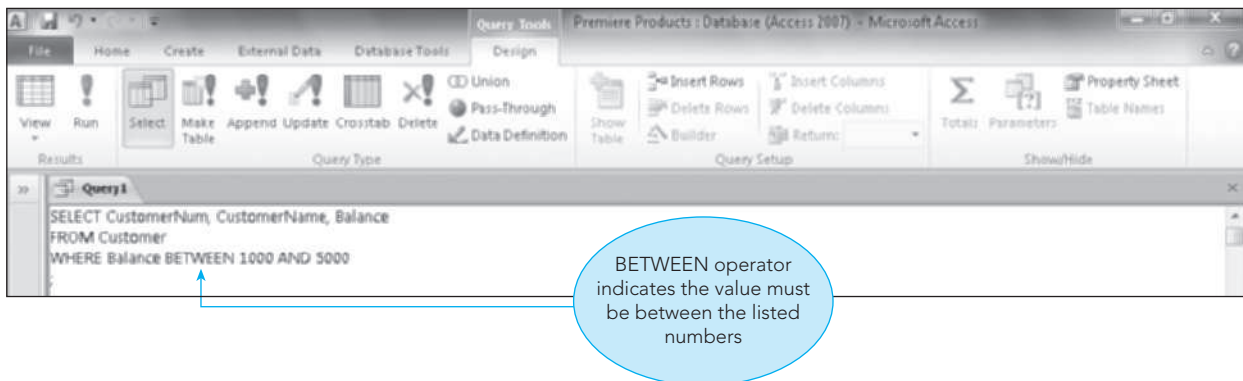 Query Tools
Premiere Products : Database (Access 2007) - Microsoft Access
File Home Create External Data Database Tools Design
View
Run
Select
Make Table
Append
Update
Crosstab
Delete
Union
Pass-Through
Data Definition
Show Table
Insert Rows
Delete Rows
Builder
Insert Columns
Delete Columns
Return:
Totals
Parameters
Property Sheet
Table Names
Results
Query Type
Query Setup
Show/Hide
Query1
SELECT CustomerNum, CustomerName, Balance
FROM Customer
WHERE Balance BETWEEN 1000 AND 5000
;
BETWEEN operator
indicates the value must
be between the listed
numbers